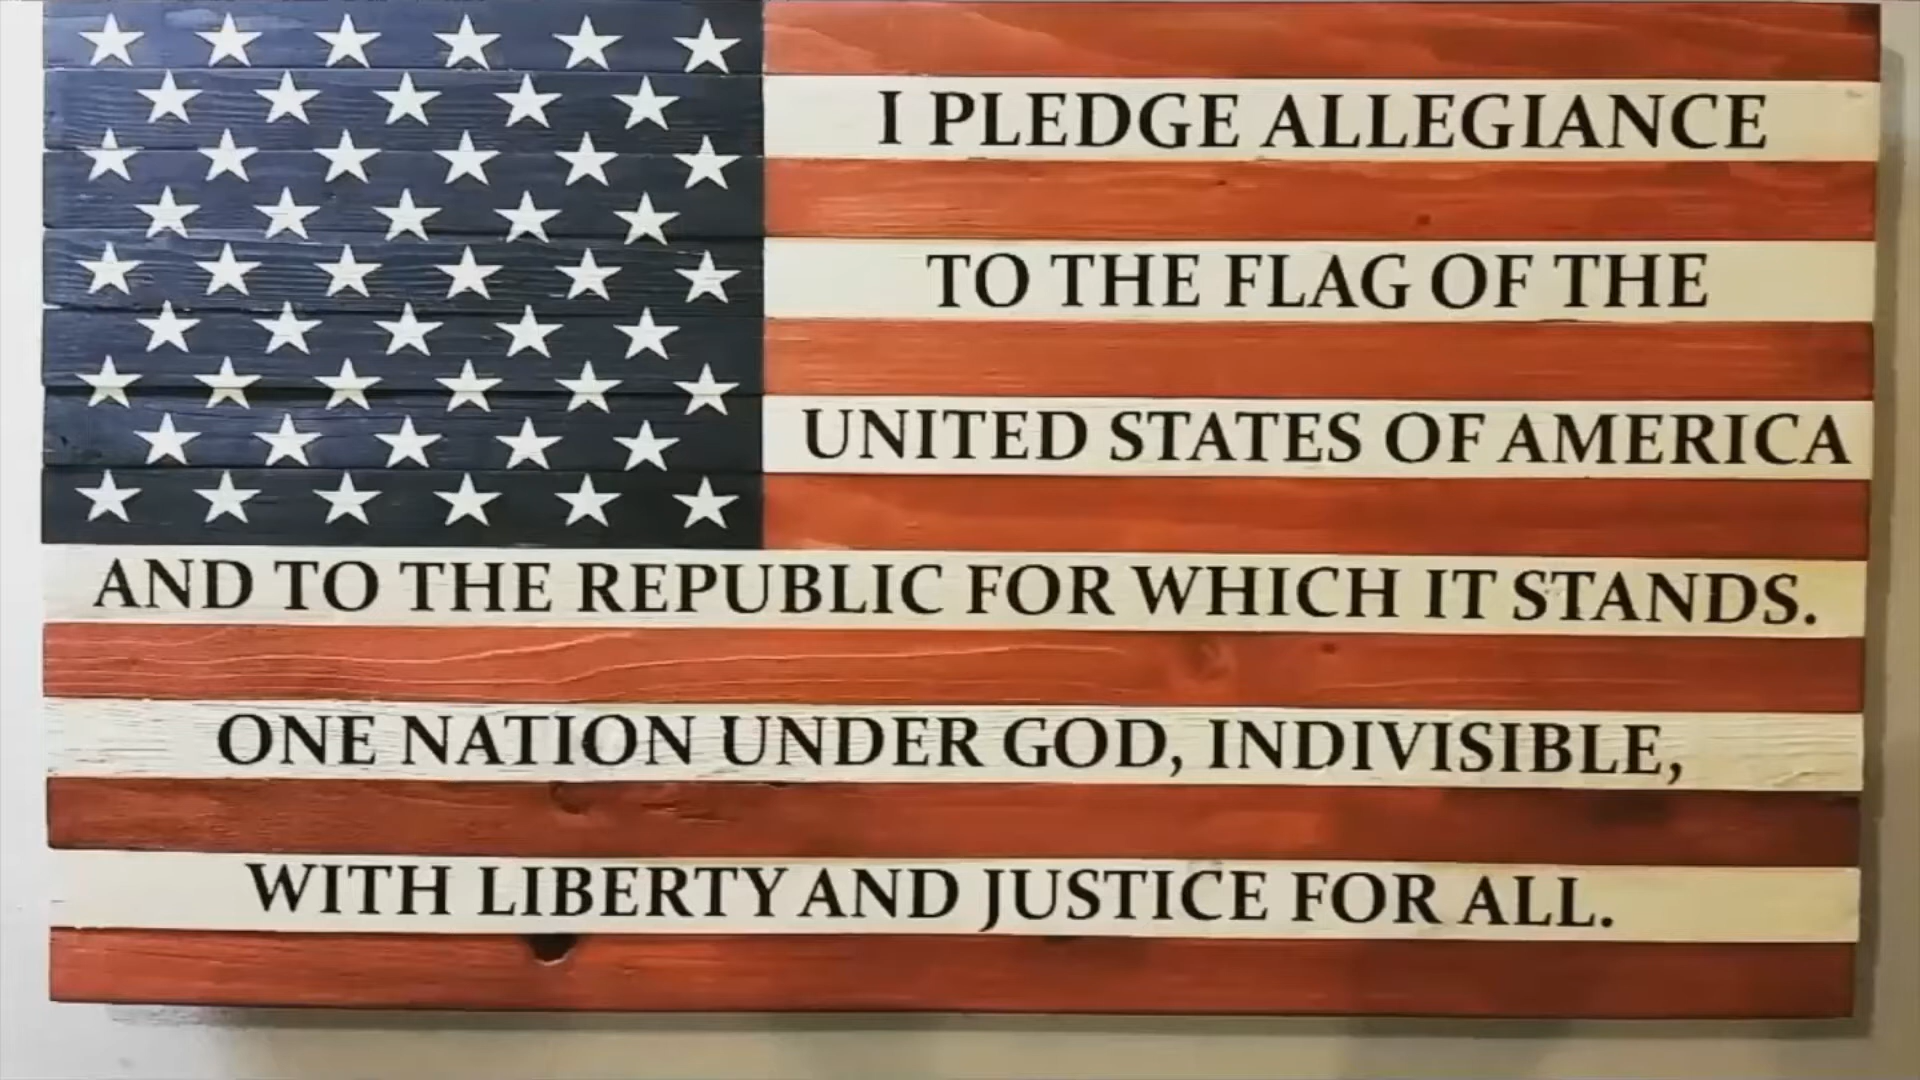 I PLEDGE ALLEGIANCE
TO THE FLAG OF THE
UNITED STATES OF AMERICA
AND TO THE REPUBLIC FOR WHICH IT STANDS.
ONE NATION UNDER GOD, INDIVISIBLE,
WITH LIBERTY AND JUSTICE FOR ALL.